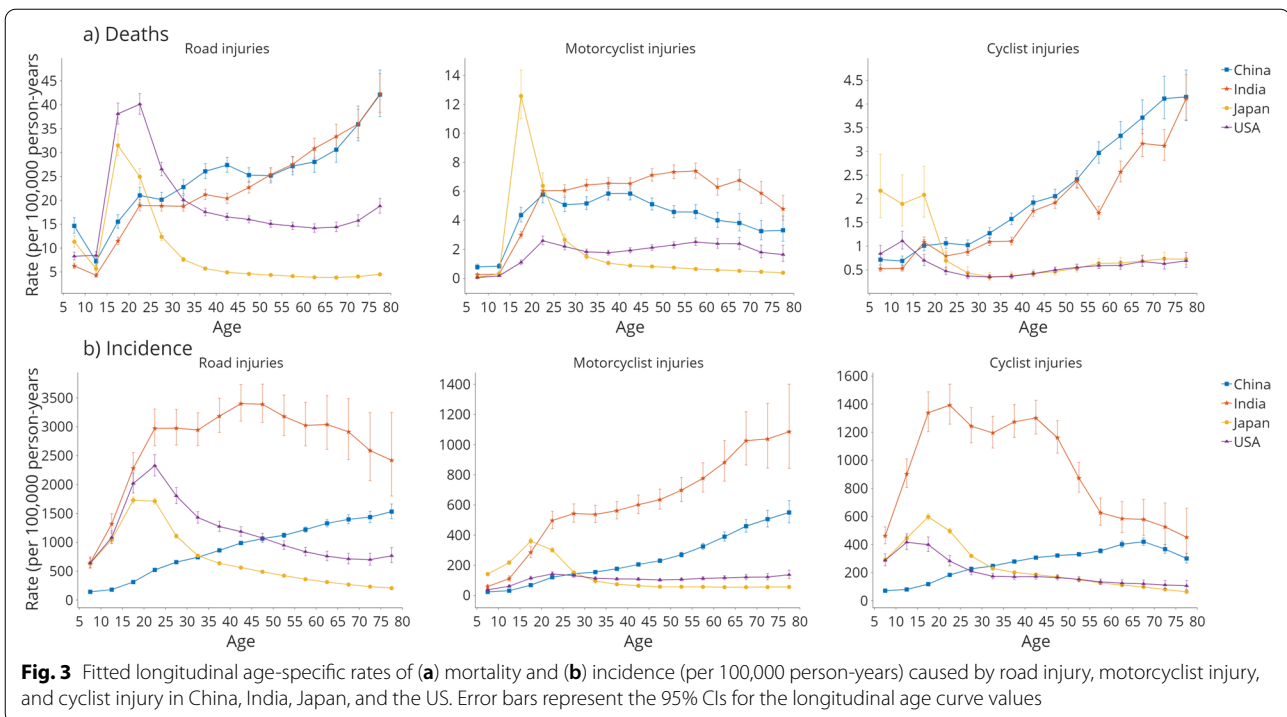 a) Deaths
Road injuries
Motorcyclist injuries
Cyclist injuries
Rate (per 100,000 person-years)
45
40
35
30
25
20
15
10
5
5 10 15 20 25 30 35 40 45 50 55 60 65 70 75 80
Age
14
12
10
8
6
4
2
0
5 10 15 20 25 30 35 40 45 50 55 60 65 70 75 80
Age
4.5
4
3.5
3
2.5
2
1.5
1
0.5
5 10 15 20 25 30 35 40 45 50 55 60 65 70 75 80
Age
China
India
Japan
USA
b) Incidence
Road injuries
Motorcyclist injuries
Cyclist injuries
Rate (per 100,000 person-years
3500
3000
2500
2000
1500
1000
500
0
5 10 15 20 25 30 35 40 45 50 55 60 65 70 75 80
Age
1400
1200
1000
800
600
400
200
0
5 10 15 20 25 30 35 40 45 50 55 60 65 70 75 80
Age
1600
1400
1200
1000
800
600
400
200
0
5 10 15 20 25 30 35 40 45 50 55 60 65 70 75 80
Age
China
India
Japan
USA
Fig. 3 Fitted longitudinal age-specific rates of (a) mortality and (b) incidence (per 100,000 person-years) caused by road injury, motorcyclist injury,
and cyclist injury in China, India, Japan, and the US. Error bars represent the 95% CIs for the longitudinal age curve values